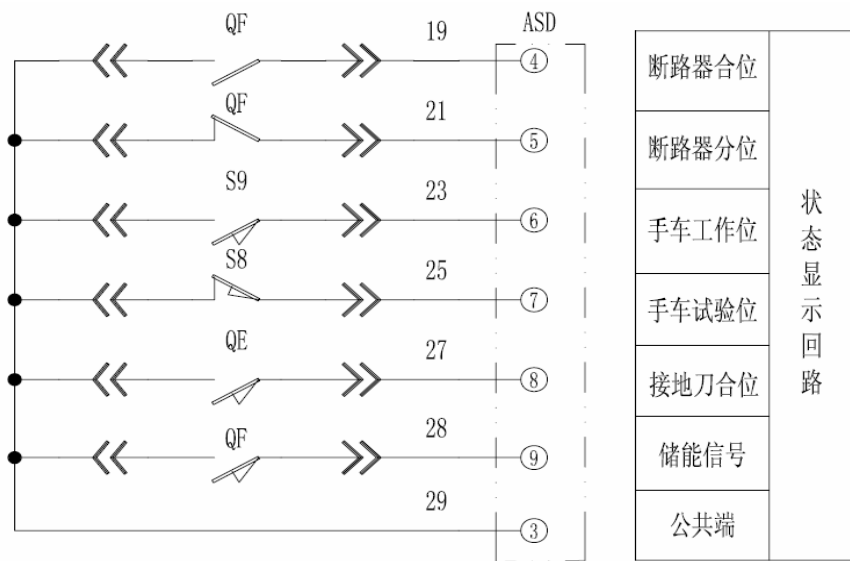 QF 19 ASD
④ 断路器合位
QF 21
⑤ 断路器分位
S9 23
⑥ 手车工作位
S8 25
⑦ 手车试验位
QE 27
⑧ 接地刀合位
QF 28
⑨ 储能信号
29
③ 公共端
状态显示回路